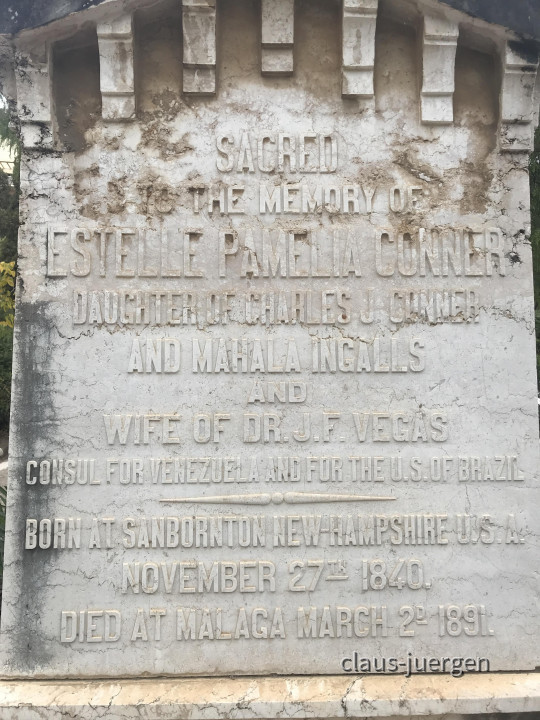 SACRED
TO THE MEMORY OF
ESTELLE PAMELIA CONNER
DAUGHTER OF CHARLES J CONNER
AND MAHALA INGALLS
AND
WIFE OF DR. J. F. VEGAS
CONSUL FOR VENEZUELA AND FOR THE U.S. OF BRAZIL
BORN AT SANBORNTON NEW-HAMPSHIRE U.S.A.
NOVEMBER 27TH 1840.
DIED AT MALAGA MARCH 2D 1891.
claus-juergen